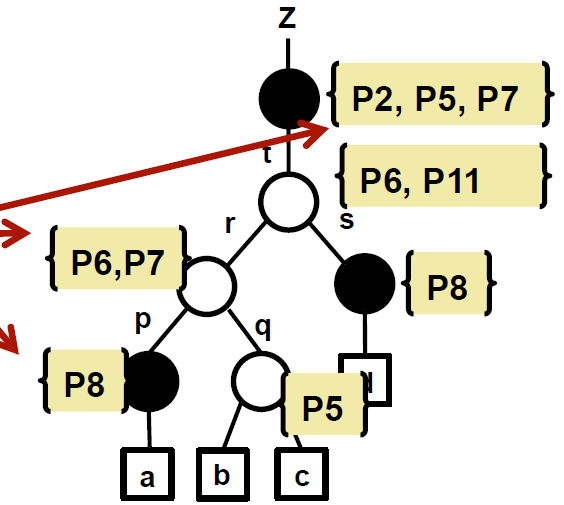 Z
{P2, P5, P7}
t
{P6, P11}
r
s
{P6,P7}
{P8}
p
q
{P8}
{P5}
a
b
c